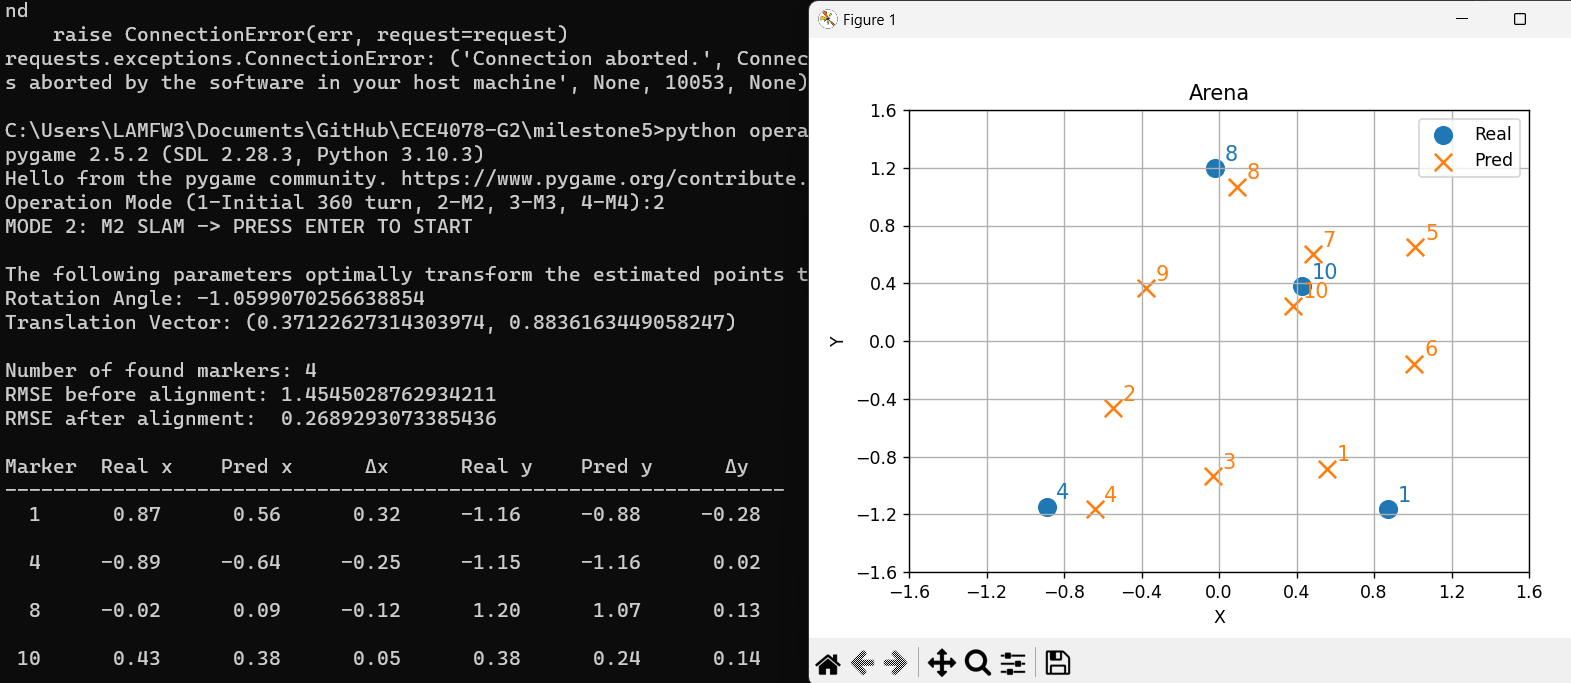 nd
raise ConnectionError(err, request=request)
requests.exceptions.ConnectionError: ('Connection aborted.', Connec
s aborted by the software in your host machine', None, 10053, None)
C:\Users\LAMFW3\Documents\GitHub\ECE4078-G2\milestone5>python opera
pygame 2.5.2 (SDL 2.28.3, Python 3.10.3)
Hello from the pygame community. https://www.pygame.org/contribute.
Operation Mode (1-Initial 360 turn, 2-M2, 3-M3, 4-M4):2
MODE 2: M2 SLAM -> PRESS ENTER TO START
The following parameters optimally transform the estimated points t
Rotation Angle: -1.0599070256638854
Translation Vector: (0.37122627314303974, 0.8836163449058247)
Number of found markers: 4
RMSE before alignment: 1.4545028762934211
RMSE after alignment:  0.2689293073385436
Marker Real x Pred x Δx Real y Pred y Δy
-----------------------------------------------------------------
1 0.87 0.56 0.32 -1.16 -0.88 -0.28
4 -0.89 -0.64 -0.25 -1.15 -1.16 0.02
8 -0.02 0.09 -0.12 1.20 1.07 0.13
10 0.43 0.38 0.05 0.38 0.24 0.14
Figure 1
Arena
1.6
1.2
0.8
0.4
0.0
−0.4
−0.8
−1.2
−1.6
Y
Real
Pred
8
8
7
5
10
10
9
6
2
3
1
4
4
1
−1.6 −1.2 −0.8 −0.4 0.0 0.4 0.8 1.2 1.6
X